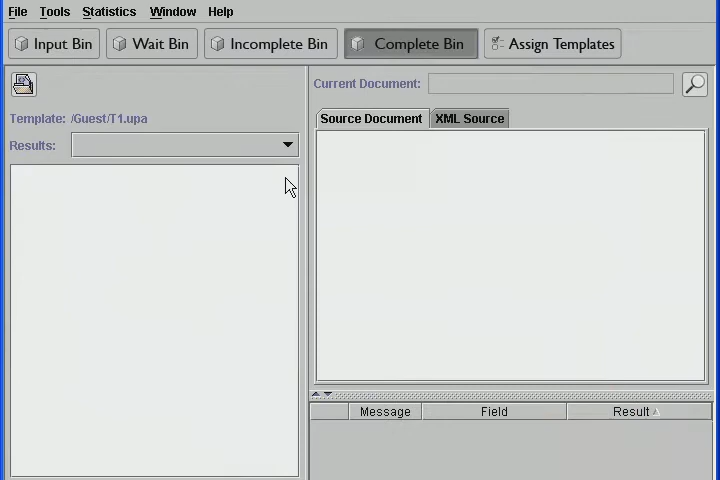 File Tools Statistics Window Help
Input Bin Wait Bin Incomplete Bin Complete Bin Assign Templates
Current Document:
Template: /Guest/T1.upa
Source Document XML Source
Results:
Message Field Result